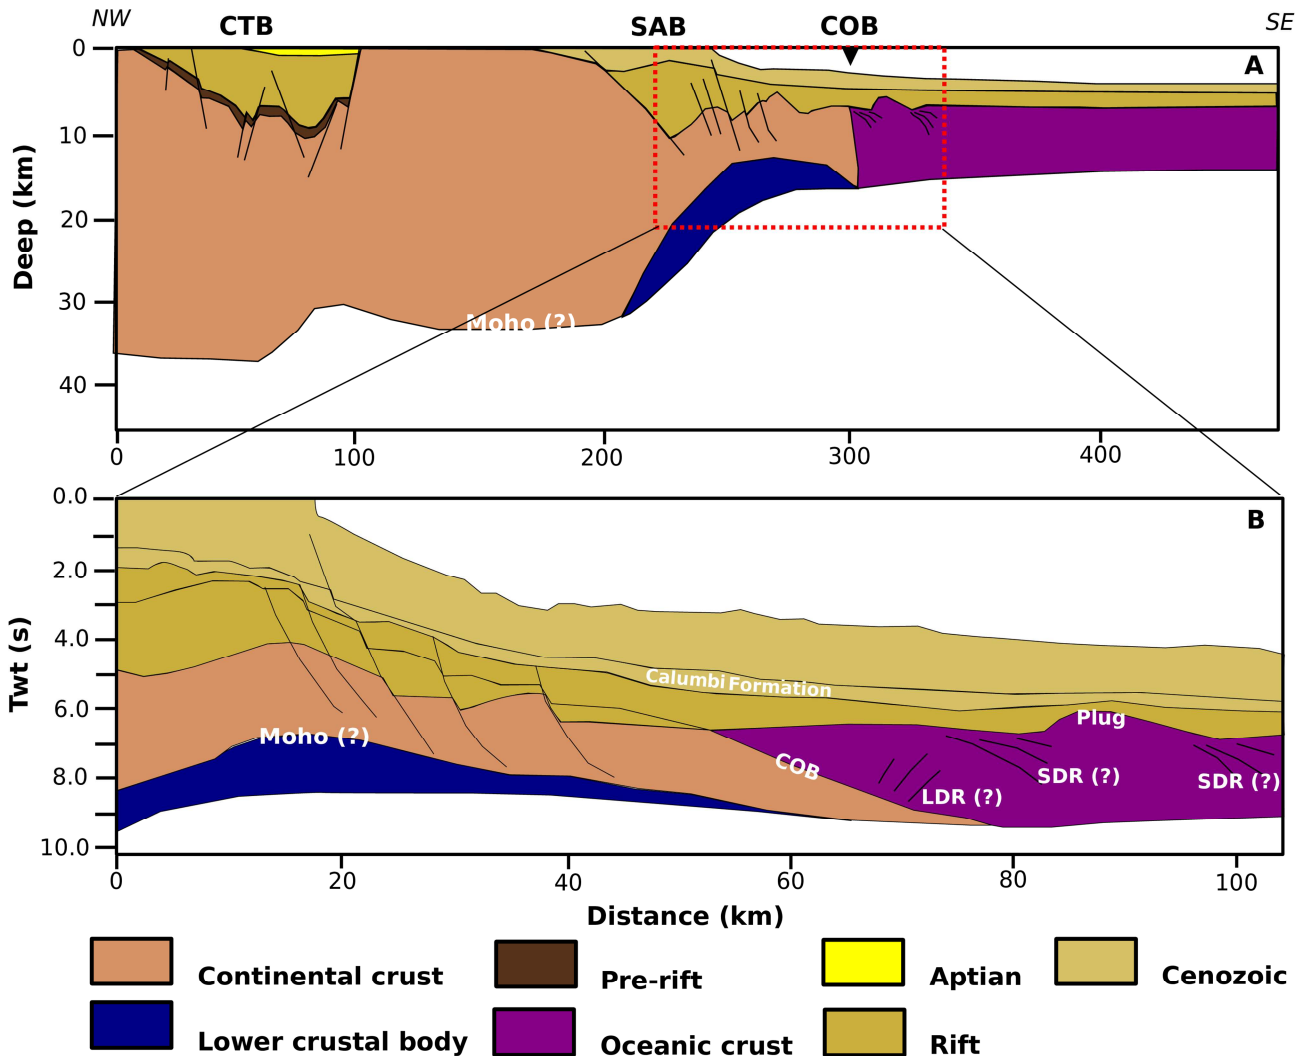 NW CTB SAB COB SE
A
Deep (km)
0
10
20
30
40
Moho (?)
0 100 200 300 400
B
Twt (s)
0.0
2.0
4.0
6.0
8.0
10.0
Calumbi Formation
Plug
Moho (?)
COB
SDR (?)
SDR (?)
LDR (?)
0 20 40 60 80 100
Distance (km)
Continental crust Pre-rift Aptian Cenozoic
Lower crustal body Oceanic crust Rift